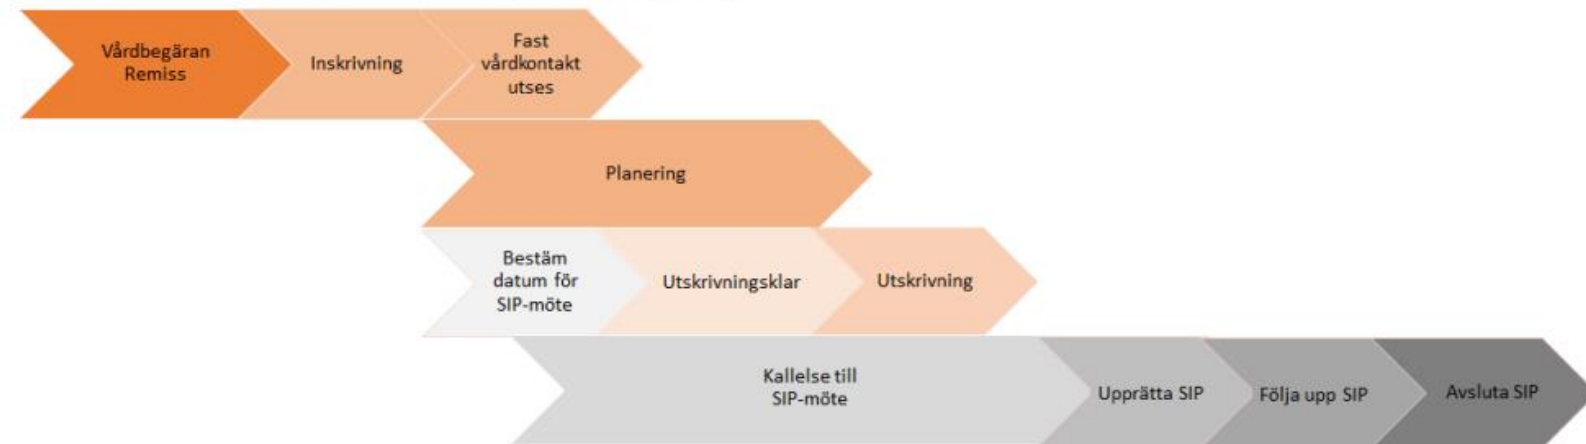 Vårdbegäran
Remiss
Inskrivning
Fast
vårdkontakt
utses
Planering
Bestäm
datum för
SIP-möte
Utskrivningsklar
Utskrivning
Kallelse till
SIP-möte
Upprätta SIP
Följa upp SIP
Avsluta SIP